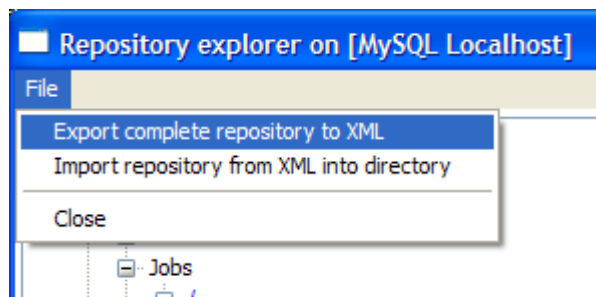 Repository explorer on [MySQL Localhost]
File
Export complete repository to XML
Import repository from XML into directory
Close
Jobs